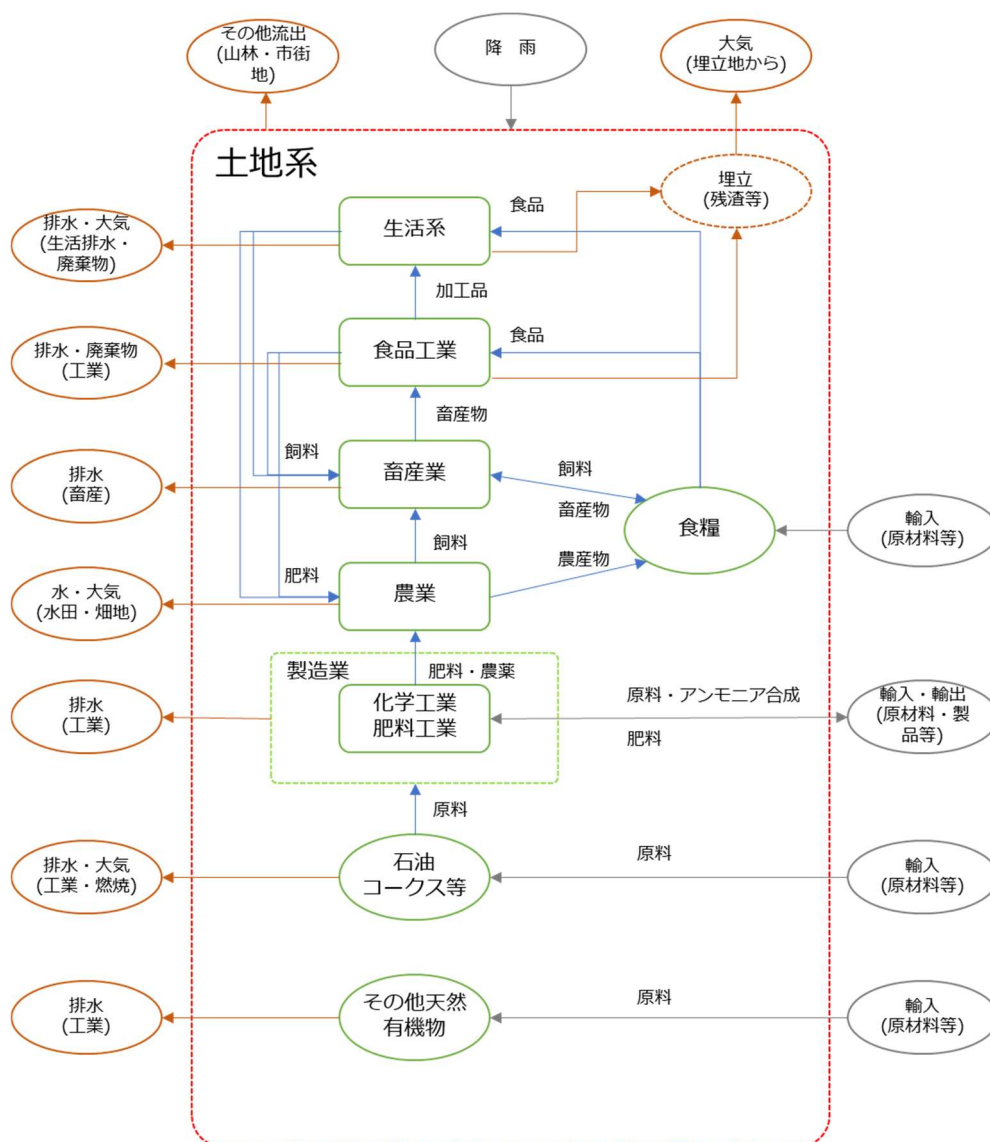 その他流出
(山林・市街
地)
降　雨
大気
(埋立地から)
土地系
埋立
(残渣等)
排水・大気
(生活排水・
廃棄物)
生活系
食品
加工品
排水・廃棄物
(工業)
食品工業
食品
畜産物
排水
(畜産)
飼料
畜産業
飼料
畜産物
食糧
輸入
(原材料等)
飼料
農産物
水・大気
(水田・畑地)
肥料
農業
製造業
肥料・農薬
排水
(工業)
化学工業
肥料工業
原料・アンモニア合成
肥料
輸入・輸出
(原材料・製
品等)
原料
排水・大気
(工業・燃焼)
石油
コークス等
原料
輸入
(原材料等)
排水
(工業)
その他天然
有機物
原料
輸入
(原材料等)